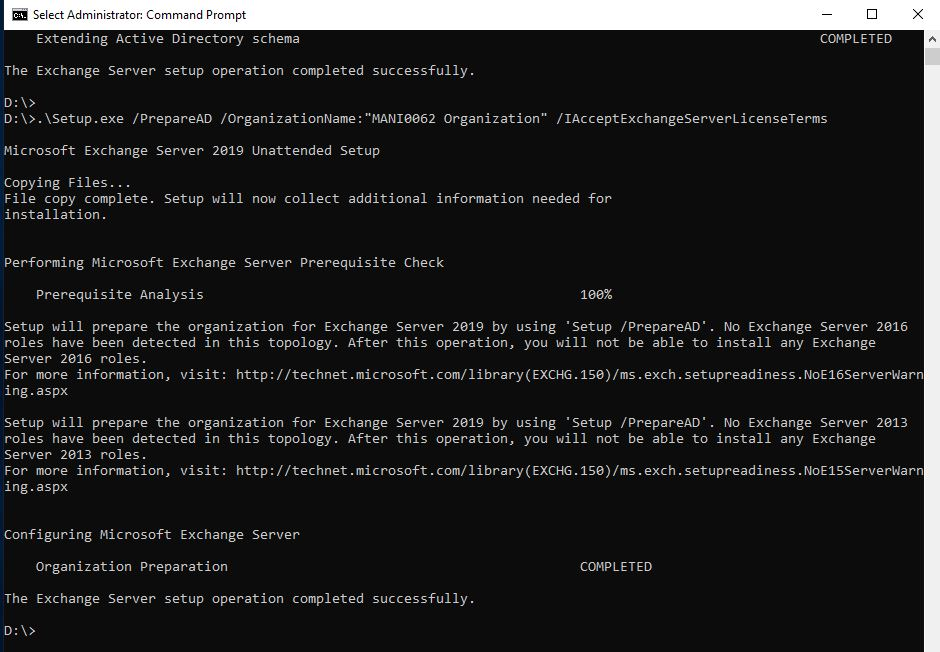 Select Administrator: Command Prompt
Extending Active Directory schema COMPLETED
The Exchange Server setup operation completed successfully.
D:\>
D:\>.\Setup.exe /PrepareAD /OrganizationName:"MANI0062 Organization" /IAcceptExchangeServerLicenseTerms
Microsoft Exchange Server 2019 Unattended Setup
Copying Files...
File copy complete. Setup will now collect additional information needed for
installation.
Performing Microsoft Exchange Server Prerequisite Check
Prerequisite Analysis 100%
Setup will prepare the organization for Exchange Server 2019 by using 'Setup /PrepareAD'. No Exchange Server 2016
roles have been detected in this topology. After this operation, you will not be able to install any Exchange
Server 2016 roles.
For more information, visit: http://technet.microsoft.com/library(EXCHG.150)/ms.exch.setupreadiness.NoE16ServerWarn
ing.aspx
Setup will prepare the organization for Exchange Server 2019 by using 'Setup /PrepareAD'. No Exchange Server 2013
roles have been detected in this topology. After this operation, you will not be able to install any Exchange
Server 2013 roles.
For more information, visit: http://technet.microsoft.com/library(EXCHG.150)/ms.exch.setupreadiness.NoE15ServerWarn
ing.aspx
Configuring Microsoft Exchange Server
Organization Preparation COMPLETED
The Exchange Server setup operation completed successfully.
D:\>